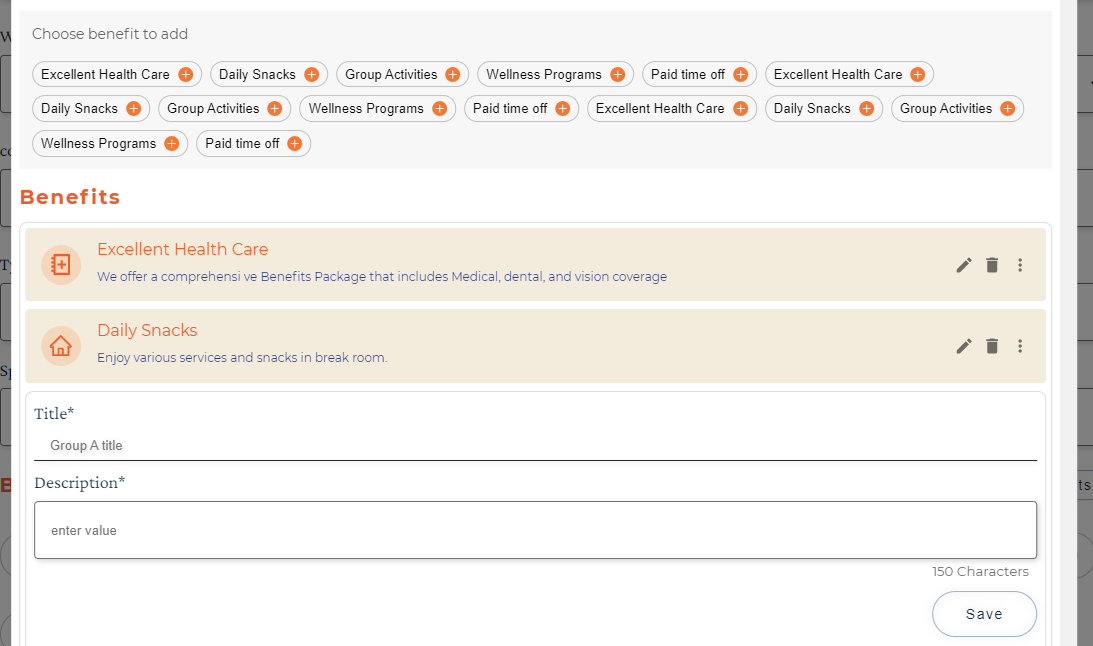 Choose benefit to add
Excellent Health Care Daily Snacks Group Activities Wellness Programs Paid time off Excellent Health Care
Daily Snacks Group Activities Wellness Programs Paid time off Excellent Health Care Daily Snacks Group Activities
Wellness Programs Paid time off
Benefits
Excellent Health Care
We offer a comprehensi ve Benefits Package that includes Medical, dental, and vision coverage
Daily Snacks
Enjoy various services and snacks in break room.
Title*
Group A title
Description*
enter value
150 Characters
Save